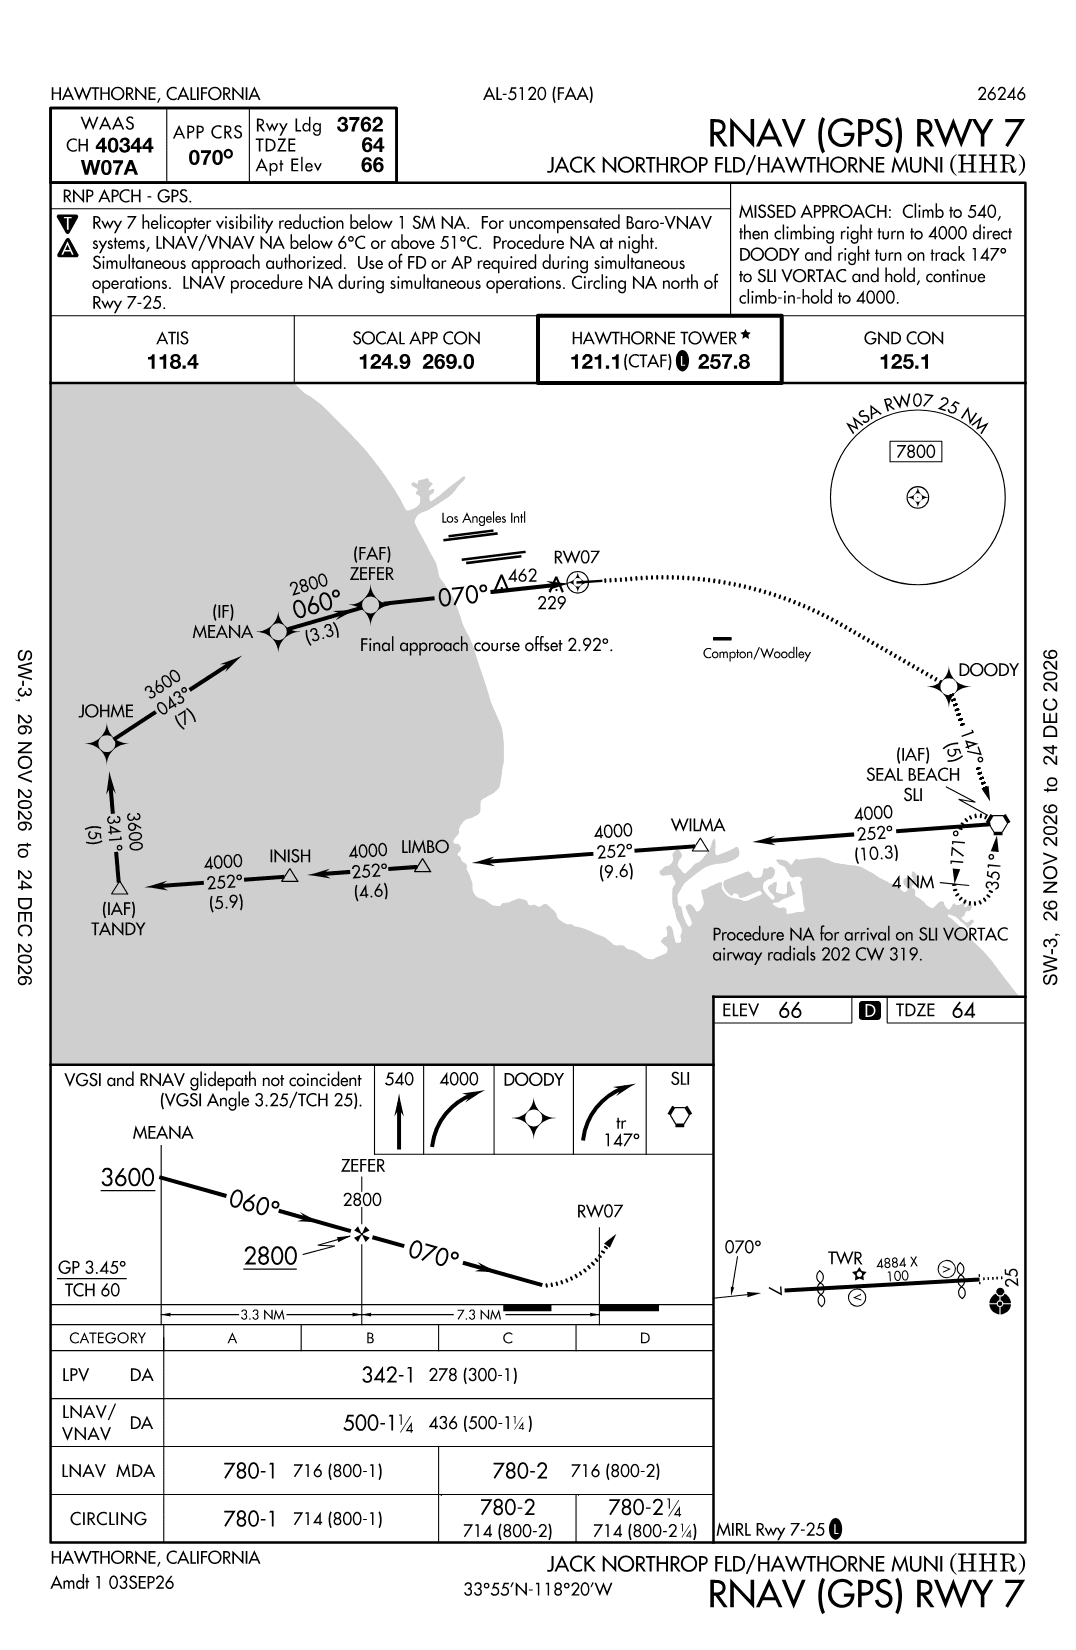 HAWTHORNE, CALIFORNIA
AL-5120 (FAA)
26246
WAAS
CH 40344
W07A
APP CRS
070°
Rwy Ldg 3762
TDZE 64
Apt Elev 66
RNAV (GPS) RWY 7
JACK NORTHROP FLD/HAWTHORNE MUNI (HHR)
RNP APCH - GPS.
T
A
Rwy 7 helicopter visibility reduction below 1 SM NA. For uncompensated Baro-VNAV
systems, LNAV/VNAV NA below 6°C or above 51°C. Procedure NA at night.
Simultaneous approach authorized. Use of FD or AP required during simultaneous
operations. LNAV procedure NA during simultaneous operations. Circling NA north of
Rwy 7-25.
MISSED APPROACH: Climb to 540,
then climbing right turn to 4000 direct
DOODY and right turn on track 147°
to SLI VORTAC and hold, continue
climb-in-hold to 4000.
ATIS
118.4
SOCAL APP CON
124.9 269.0
HAWTHORNE TOWER ★
121.1 (CTAF) L 257.8
GND CON
125.1
MSA RW07 25 NM
7800
Los Angeles Intl
(FAF)
ZEFER
RW07
462
229
2800
060°
(3.3)
070°
(IF)
MEANA
Final approach course offset 2.92°.
Compton/Woodley
DOODY
3600
043°
(7)
JOHME
147°
(5)
(IAF)
SEAL BEACH
SLI
3600
341°
(5)
4000
252°
(10.3)
WILMA
4000
252°
(9.6)
LIMBO
4000
252°
(4.6)
INISH
4000
252°
(5.9)
(IAF)
TANDY
171°
351°
4 NM
Procedure NA for arrival on SLI VORTAC
airway radials 202 CW 319.
SW-3, 26 NOV 2026 to 24 DEC 2026
SW-3, 26 NOV 2026 to 24 DEC 2026
ELEV 66
D
TDZE 64
VGSI and RNAV glidepath not coincident
(VGSI Angle 3.25/TCH 25).
540
4000
DOODY
tr
147°
SLI
MEANA
3600
060°
ZEFER
2800
2800
070°
RW07
GP 3.45°
TCH 60
3.3 NM
7.3 NM
070°
TWR
4884 X
100
7
25
V
V
CATEGORY A B C D
LPV DA 342-1 278 (300-1)
LNAV/
VNAV DA 500-1¼ 436 (500-1¼)
LNAV MDA 780-1 716 (800-1) 780-2 716 (800-2)
CIRCLING 780-1 714 (800-1) 780-2 714 (800-2) 780-2¼ 714 (800-2¼)
MIRL Rwy 7-25 L
HAWTHORNE, CALIFORNIA
Amdt 1 03SEP26
33°55'N-118°20'W
JACK NORTHROP FLD/HAWTHORNE MUNI (HHR)
RNAV (GPS) RWY 7